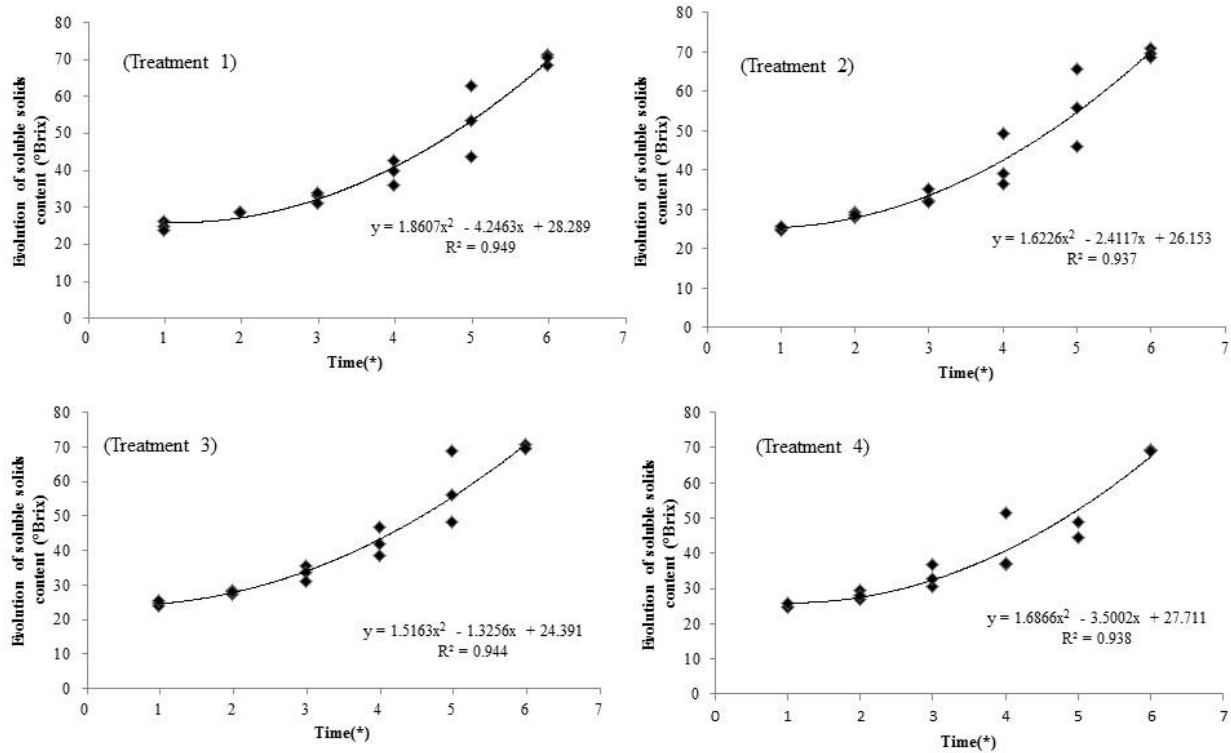 (Treatment 1)
Evolution of soluble solids
content (°Brix)
80
70
60
50
40
30
20
10
0
y = 1.8607x² - 4.2463x + 28.289
R² = 0.949
0 1 2 3 4 5 6 7
Time(*)
(Treatment 2)
Evolution of soluble solids
content (°Brix)
80
70
60
50
40
30
20
10
0
y = 1.6226x² - 2.4117x + 26.153
R² = 0.937
0 1 2 3 4 5 6 7
Time(*)
(Treatment 3)
Evolution of soluble solids
content (°Brix)
80
70
60
50
40
30
20
10
0
y = 1.5163x² - 1.3256x + 24.391
R² = 0.944
0 1 2 3 4 5 6 7
Time(*)
(Treatment 4)
Evolution of soluble solids
content (°Brix)
80
70
60
50
40
30
20
10
0
y = 1.6866x² - 3.5002x + 27.711
R² = 0.938
0 1 2 3 4 5 6 7
Time(*)